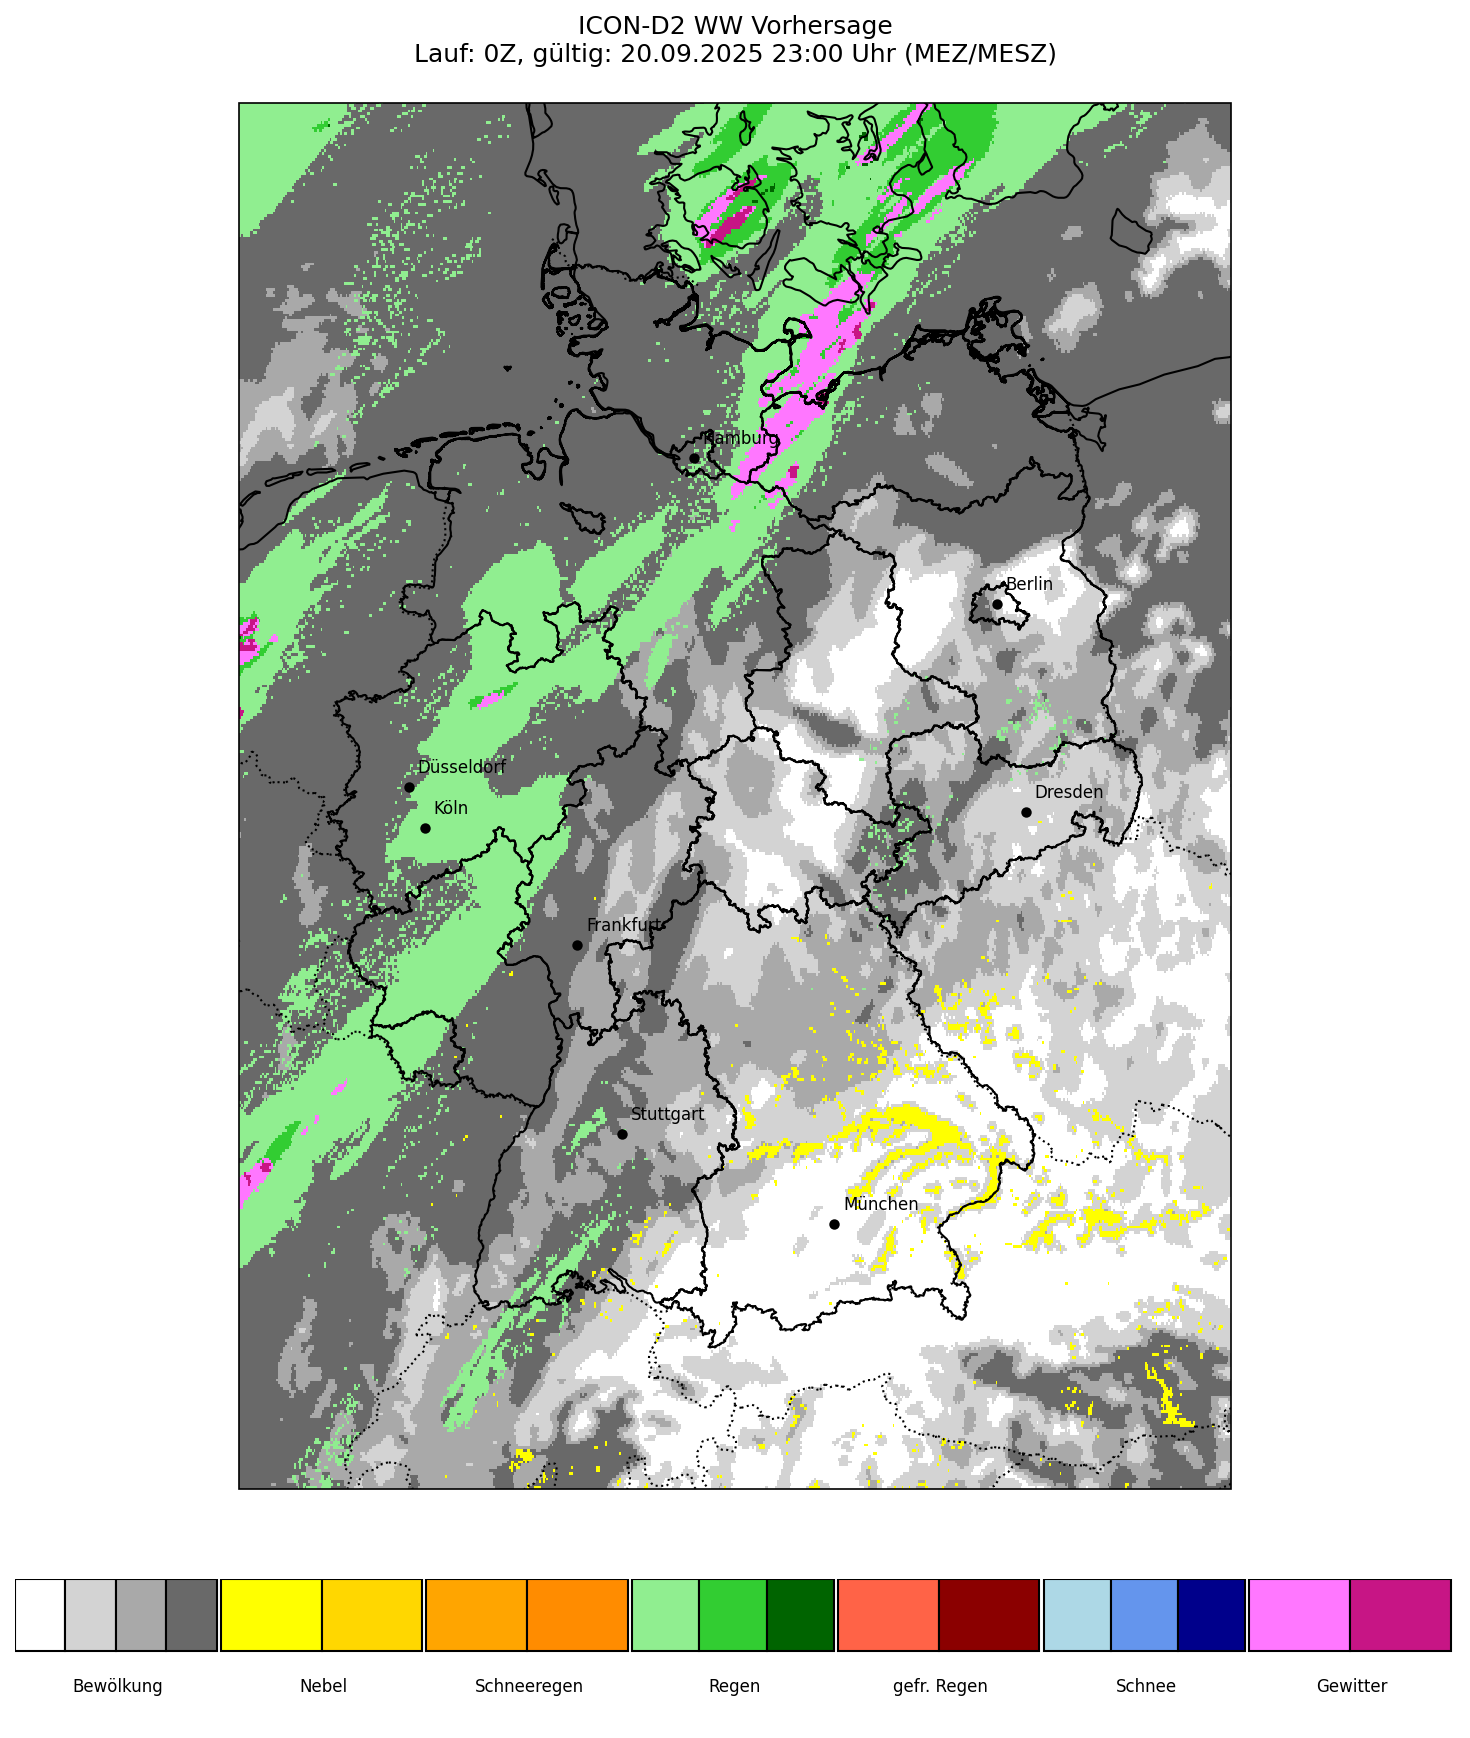 ICON-D2 WW Vorhersage
Lauf: 0Z, gültig: 20.09.2025 23:00 Uhr (MEZ/MESZ)
Hamburg
Berlin
Düsseldorf
Dresden
Köln
Frankfurt
Stuttgart
München
Bewölkung
Nebel
Schneeregen
Regen
gefr. Regen
Schnee
Gewitter